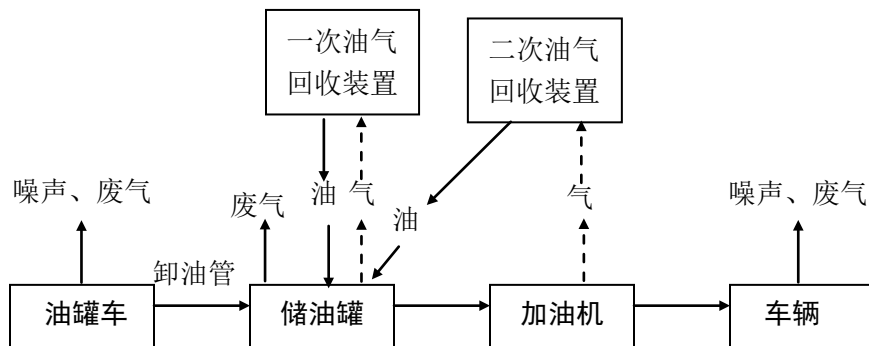 一次油气
回收装置
二次油气
回收装置
噪声、废气
废气
油
气
油
气
噪声、废气
卸油管
油罐车
储油罐
加油机
车辆